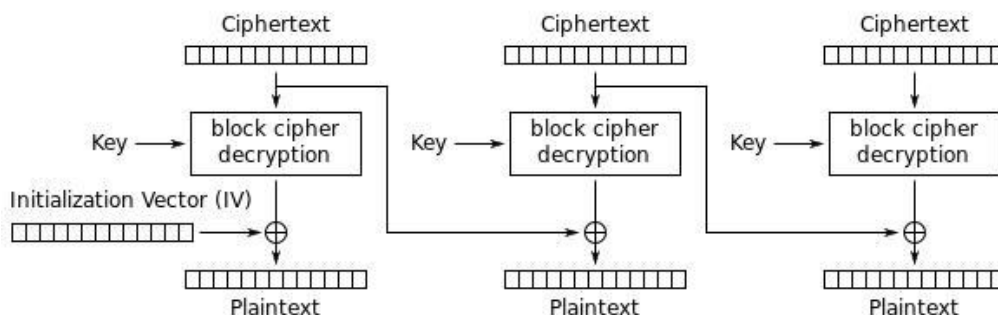 Ciphertext Ciphertext Ciphertext
Key block cipher decryption Key block cipher decryption Key block cipher decryption
Initialization Vector (IV)
Plaintext Plaintext Plaintext